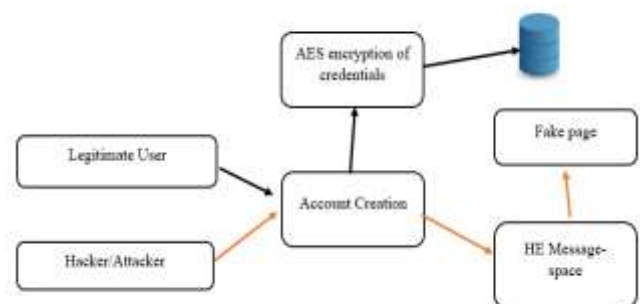 AES encryption of
credentials
Fake page
Legitimate User
Account Creation
Hacker/Attacker
HE Message-
space